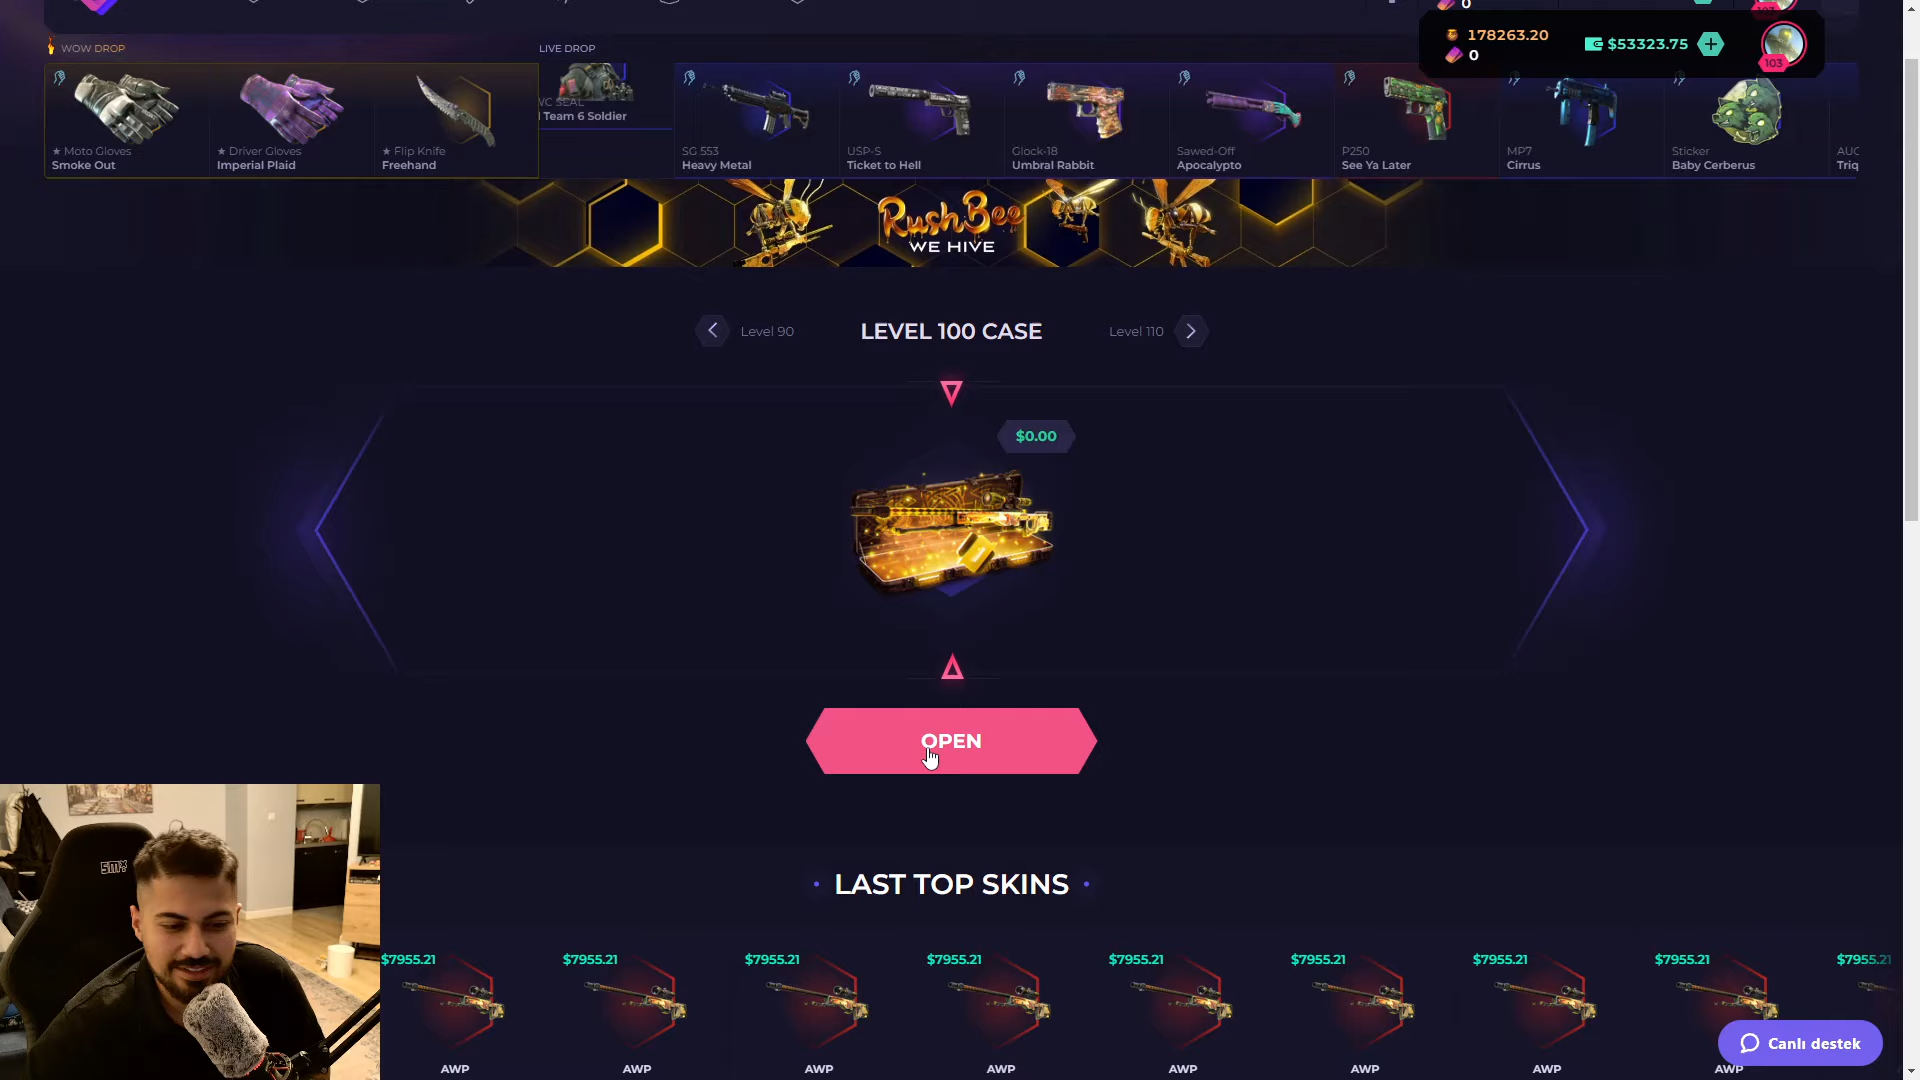 0
178263.20
$53323.75
0
103
WOW DROP
LIVE DROP
★ Moto Gloves
Smoke Out
★ Driver Gloves
Imperial Plaid
★ Flip Knife
Freehand
Team 6 Soldier
SG 553
Heavy Metal
USP-S
Ticket to Hell
Glock-18
Umbral Rabbit
Sawed-Off
Apocalypto
P250
See Ya Later
MP7
Cirrus
Sticker
Baby Cerberus
RushBee
WE HIVE
Level 90
LEVEL 100 CASE
Level 110
$0.00
OPEN
LAST TOP SKINS
$7955.21
$7955.21
$7955.21
$7955.21
$7955.21
$7955.21
$7955.21
$7955.21
$7955.21
AWP
AWP
AWP
AWP
AWP
AWP
AWP
AWP
Canlı destek